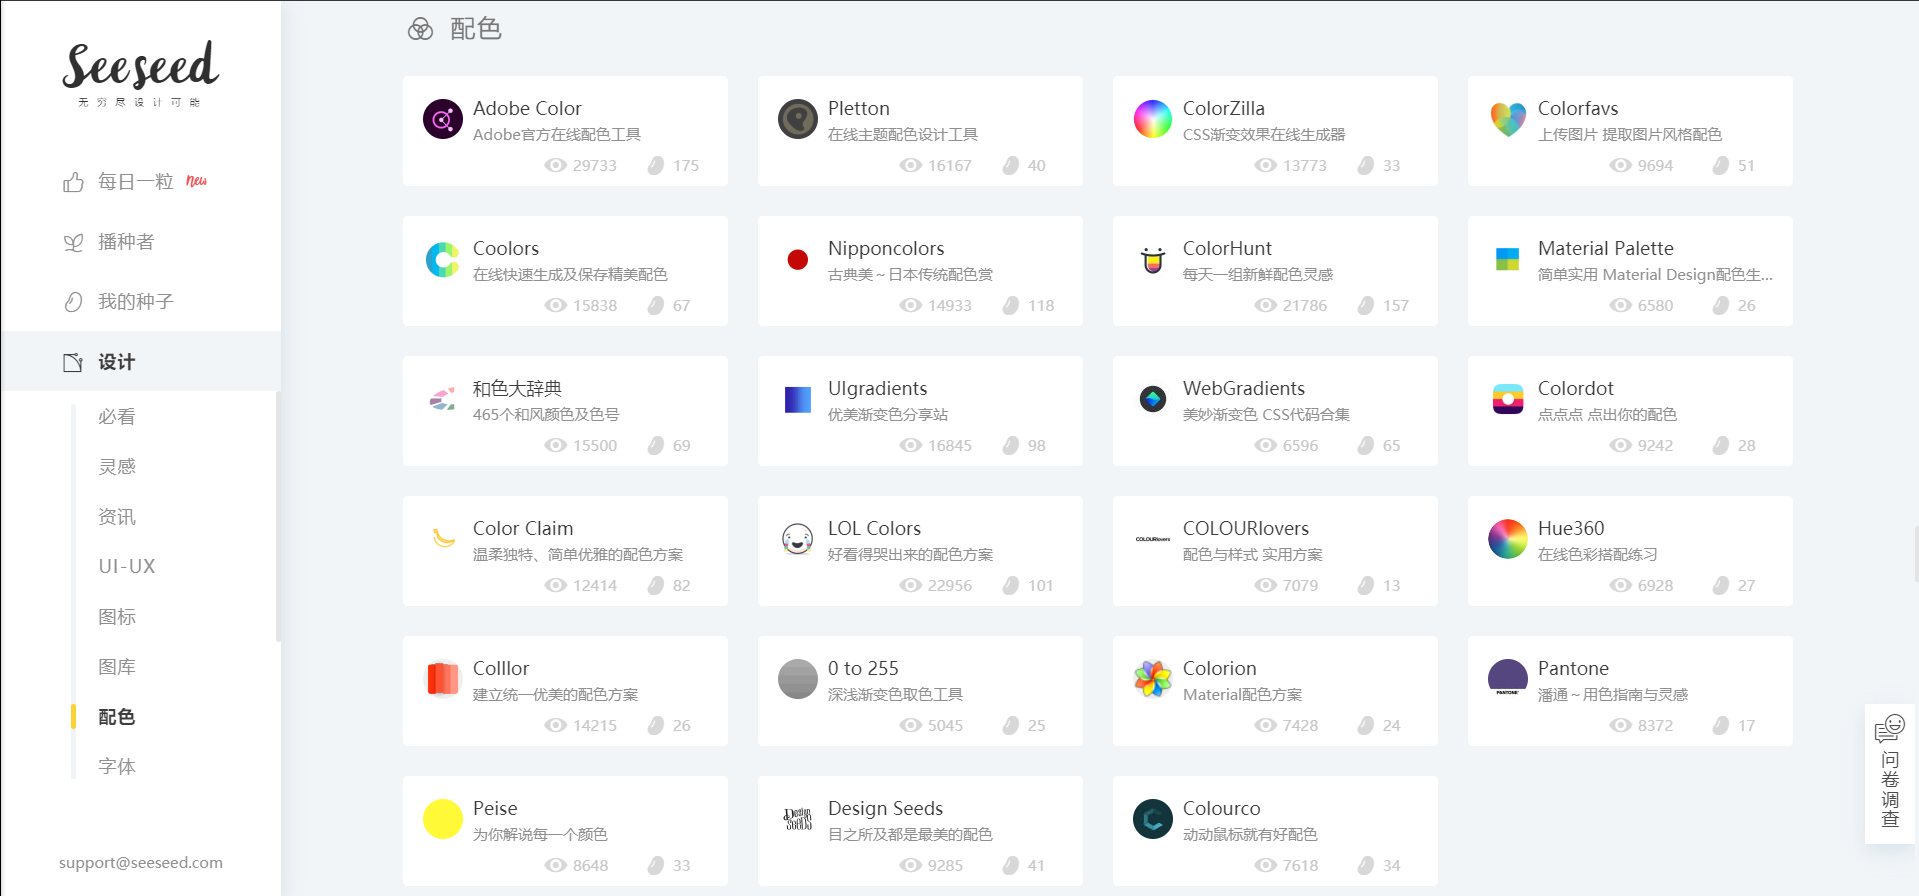 Seeseed
无穷尽设计可能
每日一粒 New
播种者
我的种子
设计
必看
灵感
资讯
UI-UX
图标
图库
配色
字体
support@seeseed.com
配色
Adobe Color
Adobe官方在线配色工具
29733 175
Pletton
在线主题配色设计工具
16167 40
ColorZilla
CSS渐变效果在线生成器
13773 33
Colorfavs
上传图片 提取图片风格配色
9694 51
Coolors
在线快速生成及保存精美配色
15838 67
Nipponcolors
古典美～日本传统配色赏
14933 118
ColorHunt
每天一组新鲜配色灵感
21786 157
Material Palette
简单实用 Material Design配色生...
6580 26
和色大辞典
465个和风颜色及色号
15500 69
UIgradients
优美渐变色分享站
16845 98
WebGradients
美妙渐变色 CSS代码合集
6596 65
Colordot
点点点 点出你的配色
9242 28
Color Claim
温柔独特、简单优雅的配色方案
12414 82
LOL Colors
好看得哭出来的配色方案
22956 101
COLOURlovers
COLOURlovers
配色与样式 实用方案
7079 13
Hue360
在线色彩搭配练习
6928 27
Colllor
建立统一优美的配色方案
14215 26
0 to 255
深浅渐变色取色工具
5045 25
Colorion
Material配色方案
7428 24
PANTONE
Pantone
潘通～用色指南与灵感
8372 17
Peise
为你解说每一个颜色
8648 33
Design Seeds
Design Seeds
目之所及都是最美的配色
9285 41
Colourco
动动鼠标就有好配色
7618 34
问卷调查